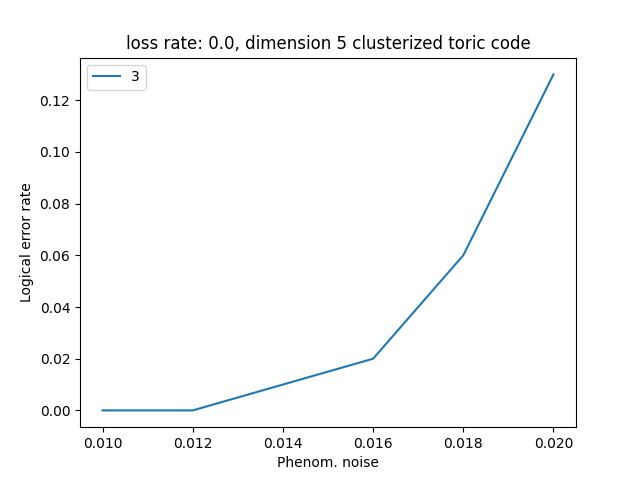 loss rate: 0.0, dimension 5 clusterized toric code
3
Logical error rate
0.12
0.10
0.08
0.06
0.04
0.02
0.00
0.010 0.012 0.014 0.016 0.018 0.020
Phenom. noise